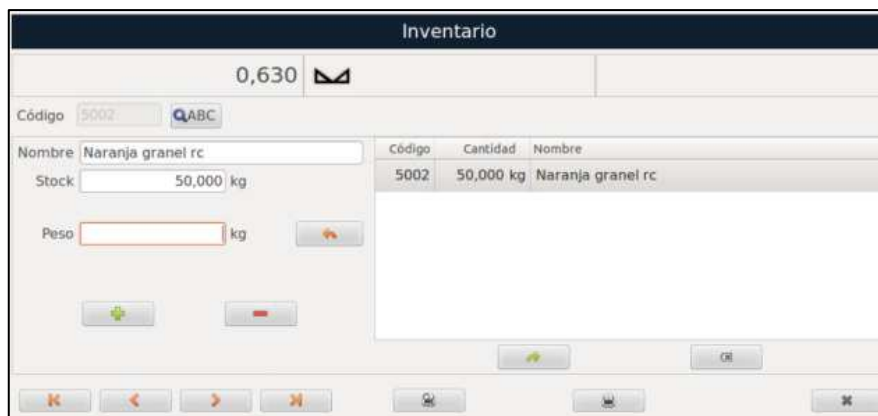 Inventario
0,630
Código 5002 ABC
Nombre Naranja granel rc
Stock 50,000 kg
Peso kg
Código Cantidad Nombre
5002 50,000 kg Naranja granel rc